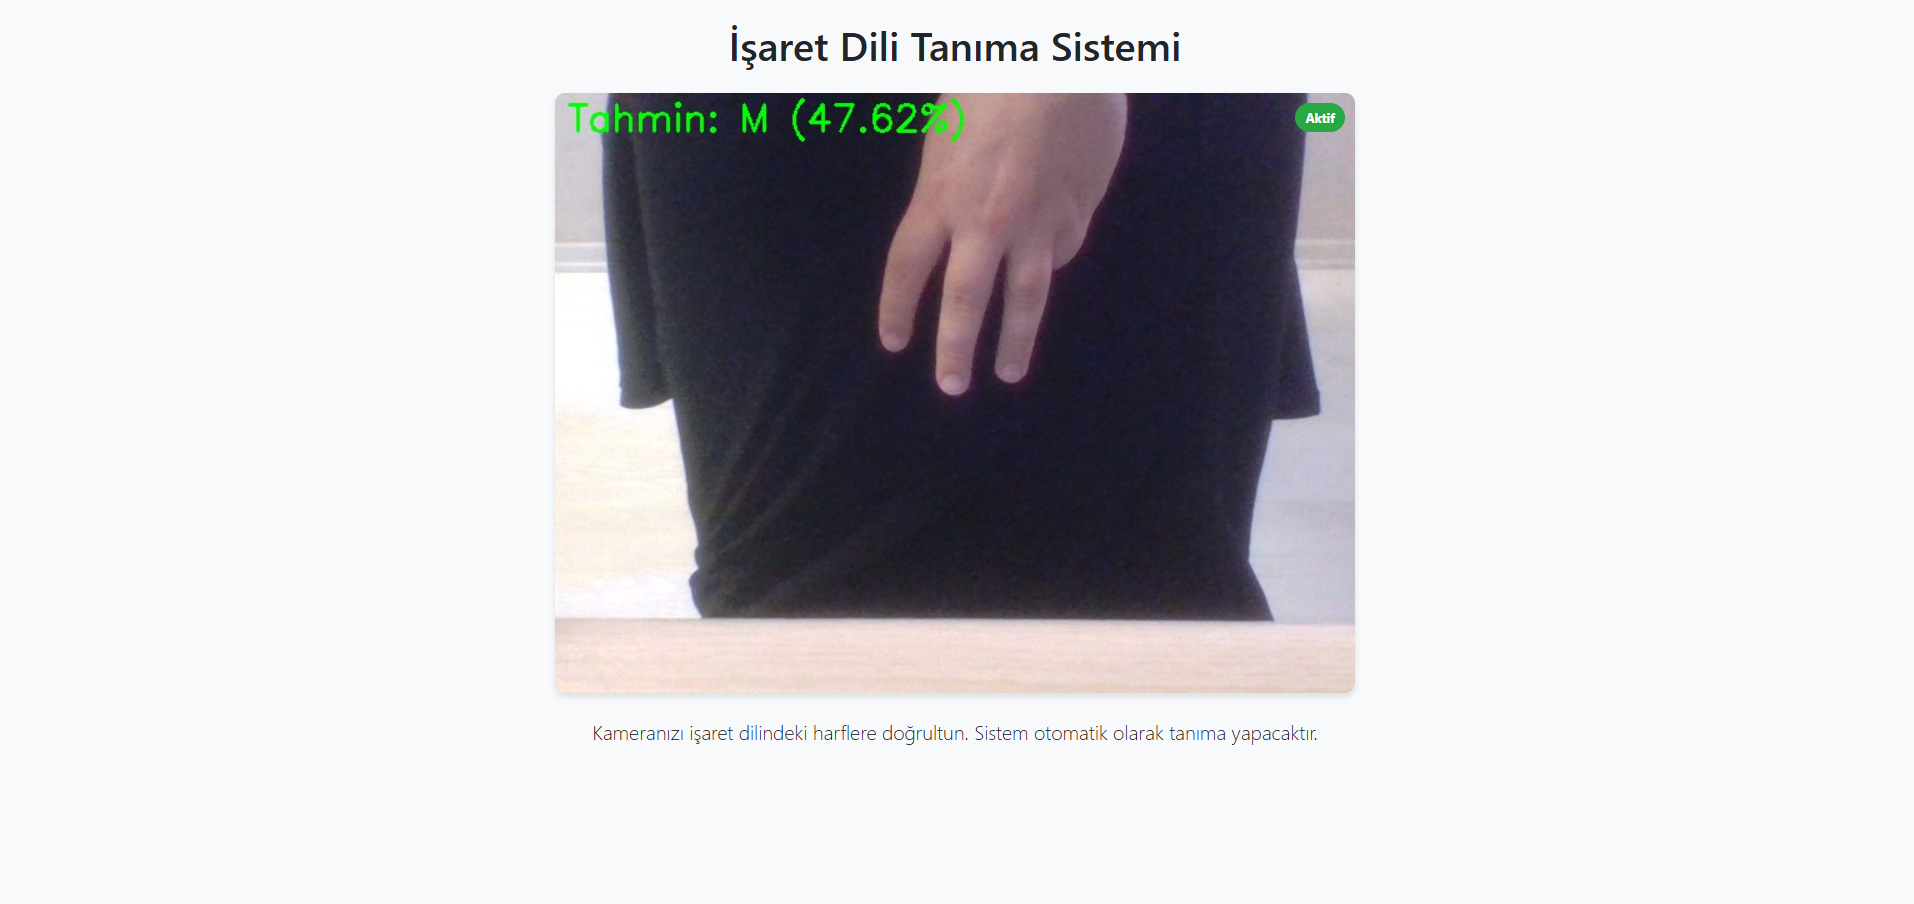 İşaret Dili Tanıma Sistemi
Tahmin: M (47.62%)
Aktif
Kameranızı işaret dilindeki harflere doğrultun. Sistem otomatik olarak tanıma yapacaktır.